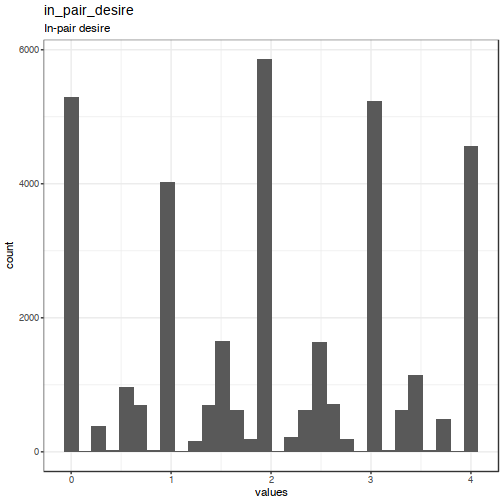 in_pair_desire
In-pair desire
6000
4000
2000
0
count
0 1 2 3 4
values